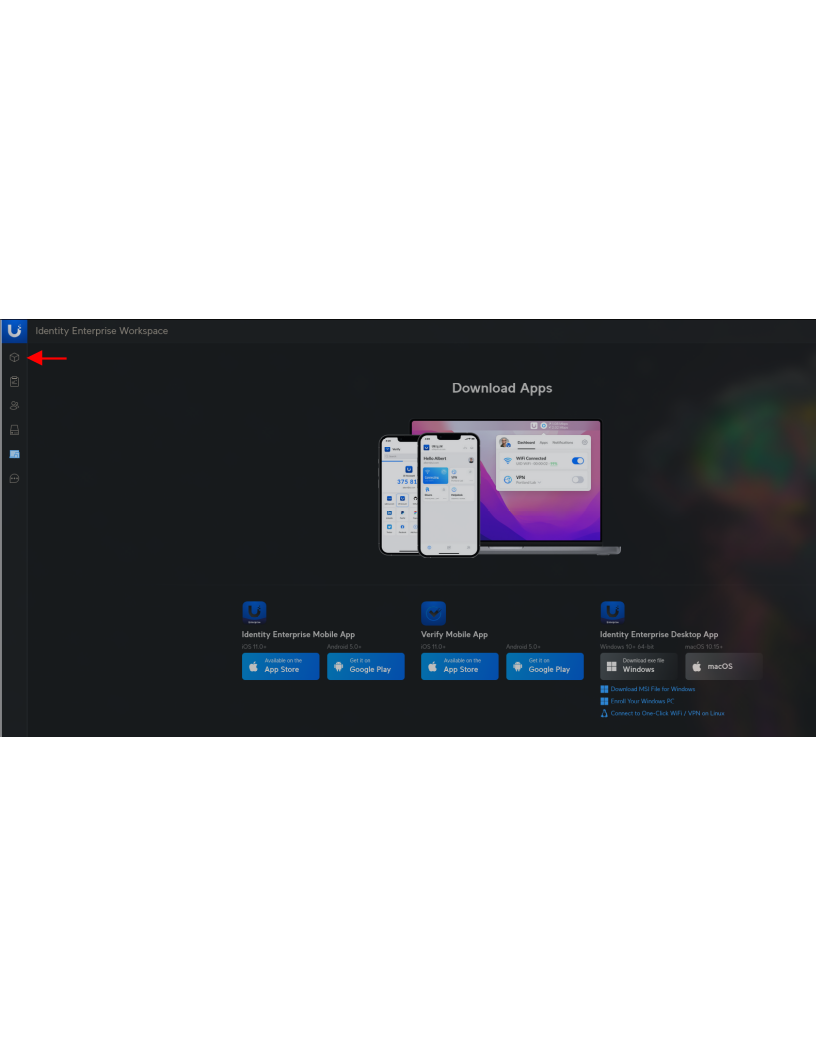 Identity Enterprise Workspace
Download Apps
Verify
375 81
Hello Albert
VPN
Dashboard Apps Notifications
WiFi Connected
VPN
Identity Enterprise Mobile App
iOS 11.0+ Android 5.0+
Available on the
App Store
Get it on
Google Play
Verify Mobile App
iOS 11.0+ Android 5.0+
Available on the
App Store
Get it on
Google Play
Identity Enterprise Desktop App
Windows 10+ 64-bit macOS 10.15+
Download exe file
Windows
macOS
Download MSI File for Windows
Enroll Your Windows PC
Connect to One-Click WiFi / VPN on Linux